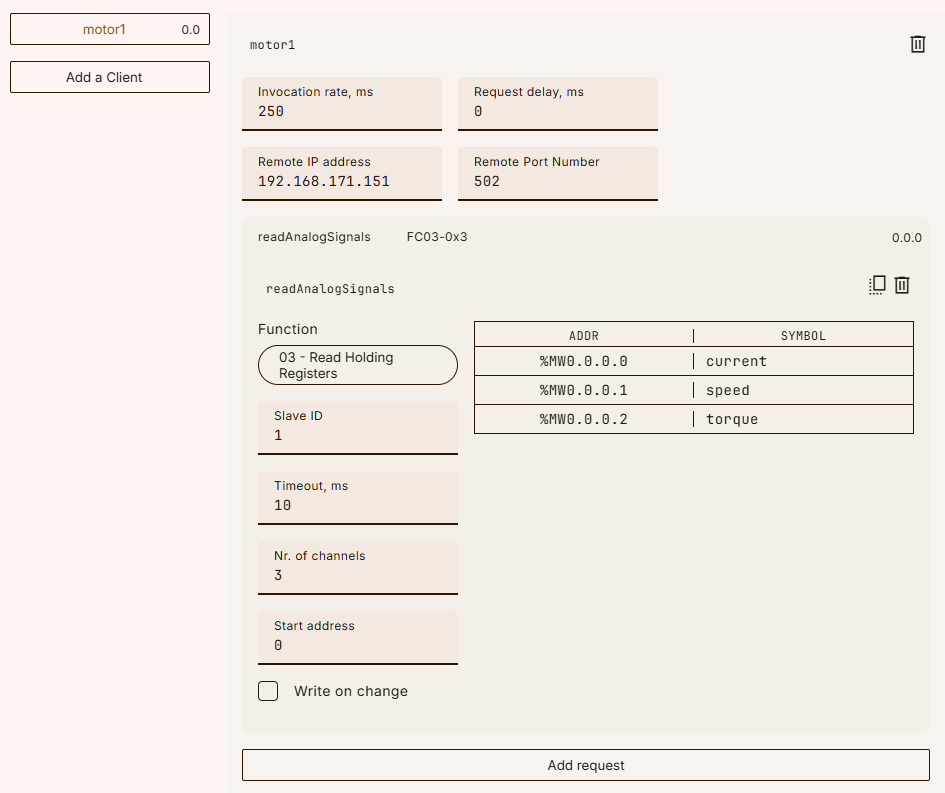 motor1 0.0
Add a Client
motor1
Invocation rate, ms
250
Request delay, ms
0
Remote IP address
192.168.171.151
Remote Port Number
502
readAnalogSignals FC03-0x3 0.0.0
readAnalogSignals
Function
03 - Read Holding
Registers
Slave ID
1
Timeout, ms
10
Nr. of channels
3
Start address
0
Write on change
ADDR SYMBOL
%MW0.0.0.0 current
%MW0.0.0.1 speed
%MW0.0.0.2 torque
Add request